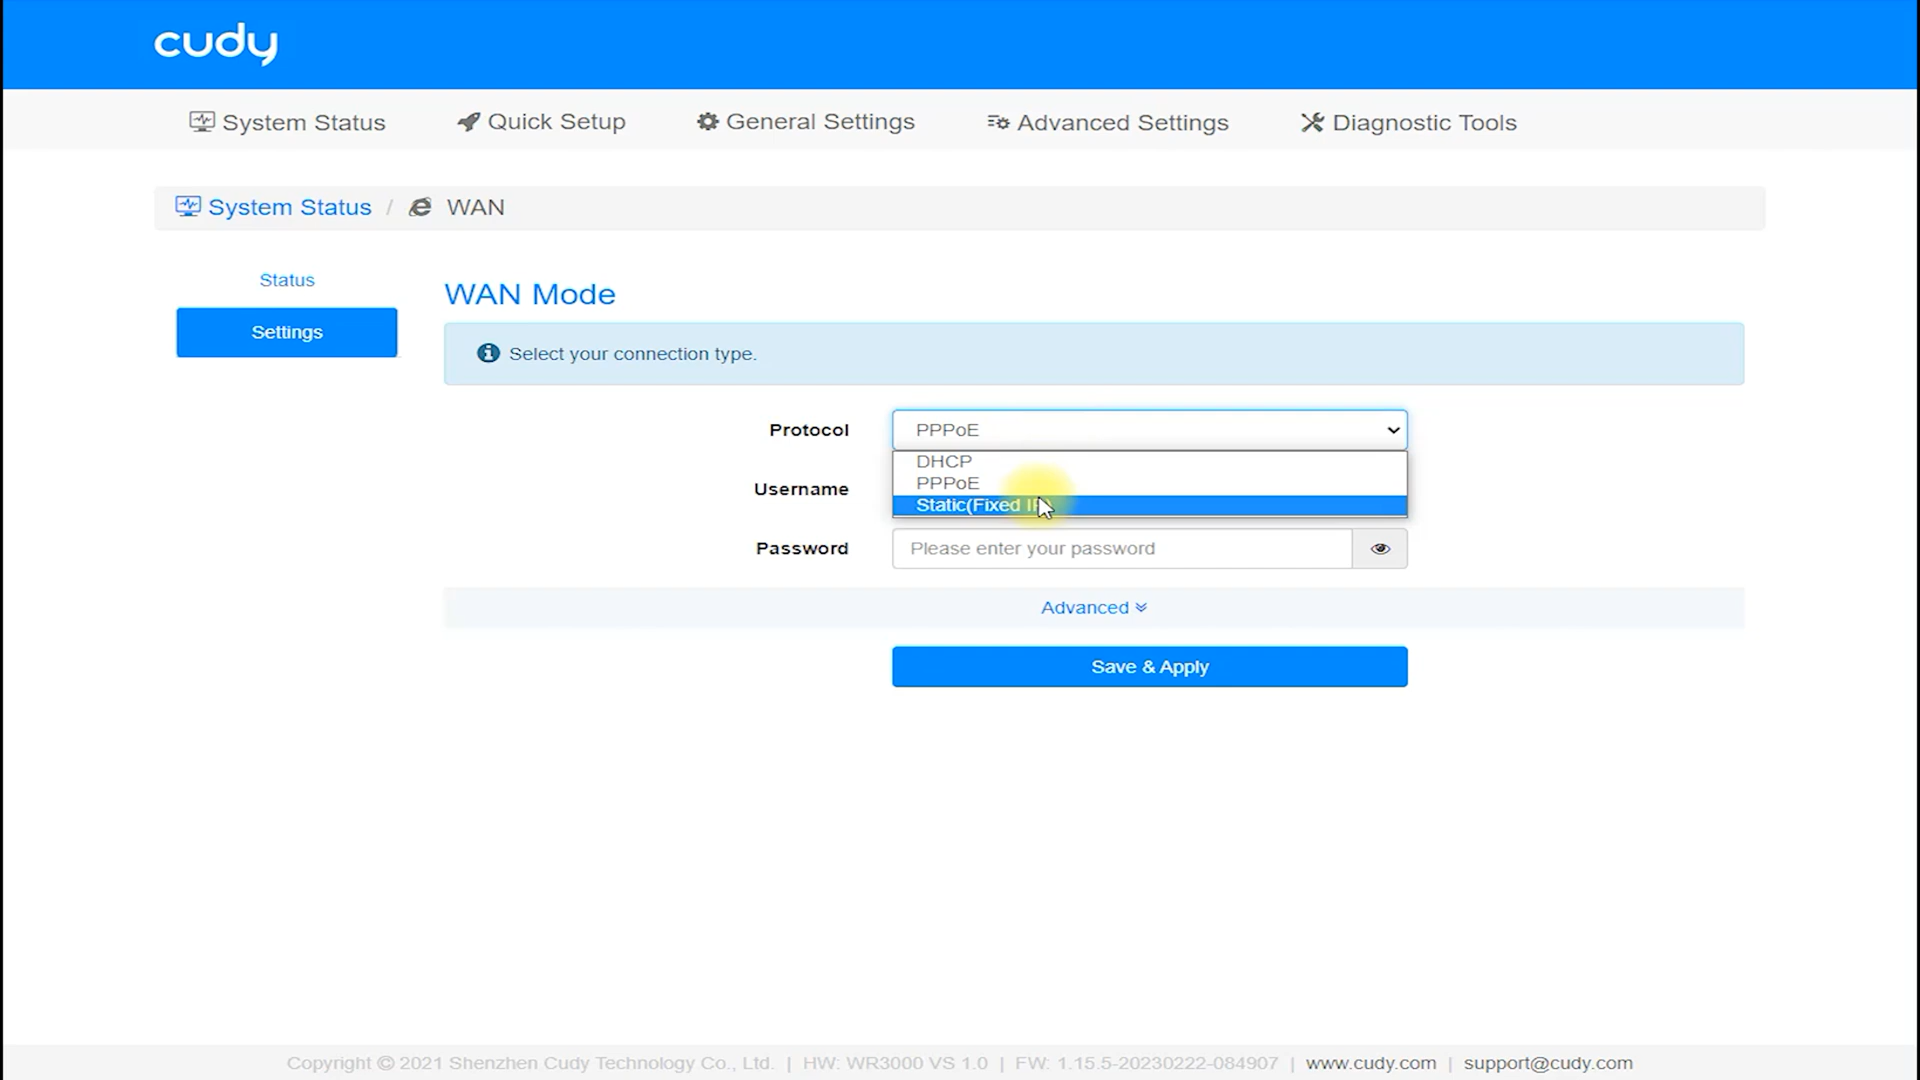 cudy
System Status Quick Setup General Settings Advanced Settings Diagnostic Tools
System Status / WAN
Status
Settings
WAN Mode
Select your connection type.
Protocol PPPoE
DHCP
PPPoE
Username
Static(Fixed
Password Please enter your password
Advanced
Save & Apply
Copyright © 2021 Shenzhen Cudy Technology Co., Ltd. | HW: WR3000 VS 1.0 | FW: 1.15.5-20230222-084907 | www.cudy.com | support@cudy.com